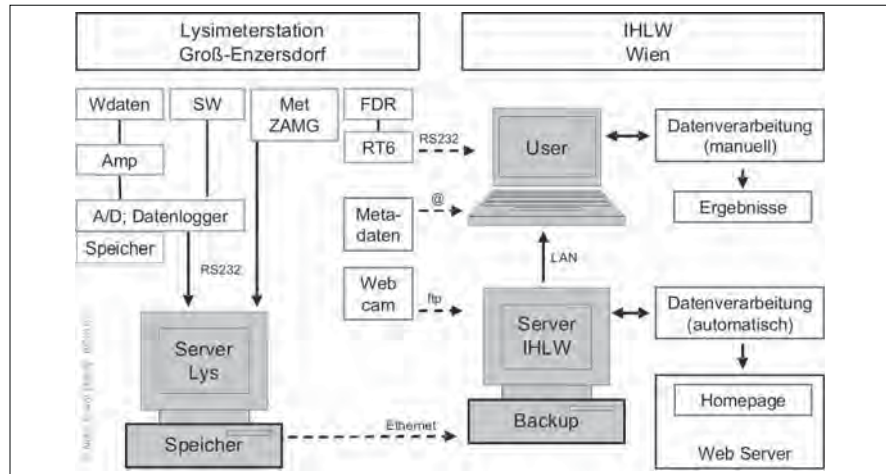 Lysimeterstation
Groß-Enzersdorf
IHLW
Wien
Wdaten
SW
Met
ZAMG
FDR
Amp
RT6
RS232
User
Datenverarbeitung
(manuell)
Ergebnisse
A/D; Datenlogger
Speicher
RS232
Meta-
daten
@
LAN
Web
cam
ftp
Server
Lys
Speicher
Ethernet
Server
IHLW
Backup
Datenverarbeitung
(automatisch)
Homepage
Web Server